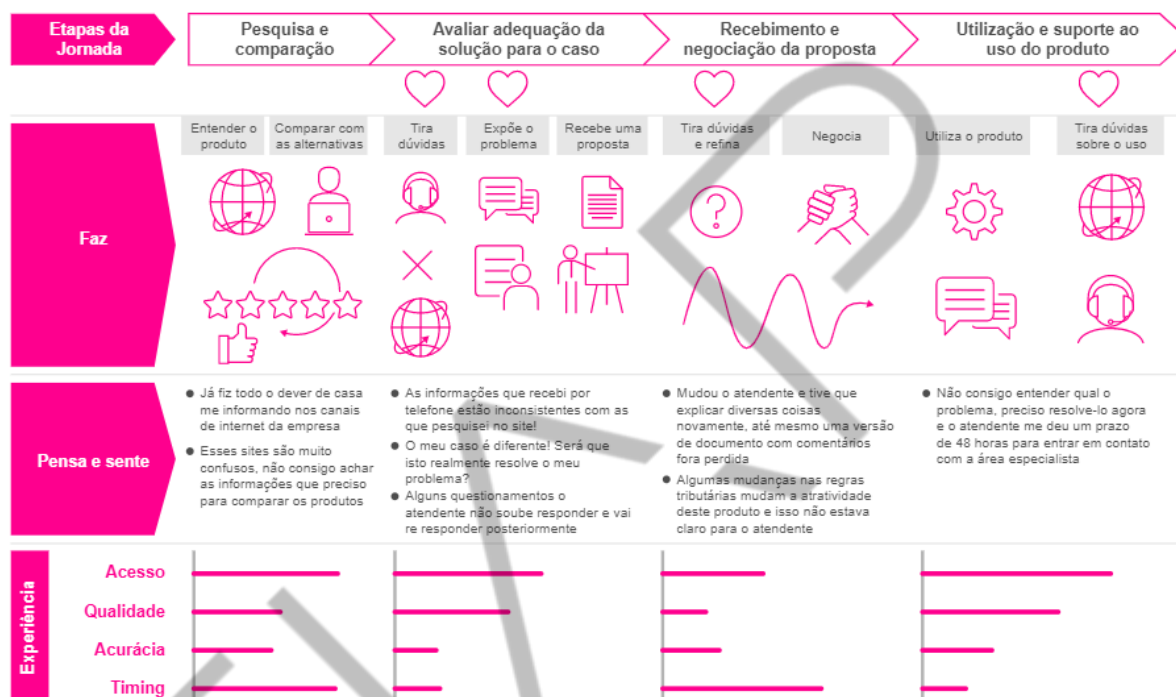 Etapas da
Jornada
Pesquisa e
comparação
Avaliar adequação da
solução para o caso
Recebimento e
negociação da proposta
Utilização e suporte ao
uso do produto
Faz
Entender o
produto
Comparar com
as alternativas
Tira
dúvidas
Expõe o
problema
Recebe uma
proposta
Tira dúvidas
e refina
Negocia
Utiliza o produto
Tira dúvidas
sobre o uso
?
Pensa e sente
● Já fiz todo o dever de casa
me informando nos canais
de internet da empresa
● Esses sites são muito
confusos, não consigo achar
as informações que preciso
para comparar os produtos
● As informações que recebi por
telefone estão inconsistentes com as
que pesquisei no site!
● O meu caso é diferente! Será que
isto realmente resolve o meu
problema?
● Alguns questionamentos o
atendente não soube responder e vai
re responder posteriormente
● Mudou o atendente e tive que
explicar diversas coisas
novamente, até mesmo uma versão
de documento com comentários
fora perdida
● Algumas mudanças nas regras
tributárias mudam a atratividade
deste produto e isso não estava
claro para o atendente
● Não consigo entender qual o
problema, preciso resolve-lo agora
e o atendente me deu um prazo
de 48 horas para entrar em contato
com a área especialista
Experiência
Acesso
Qualidade
Acurácia
Timing